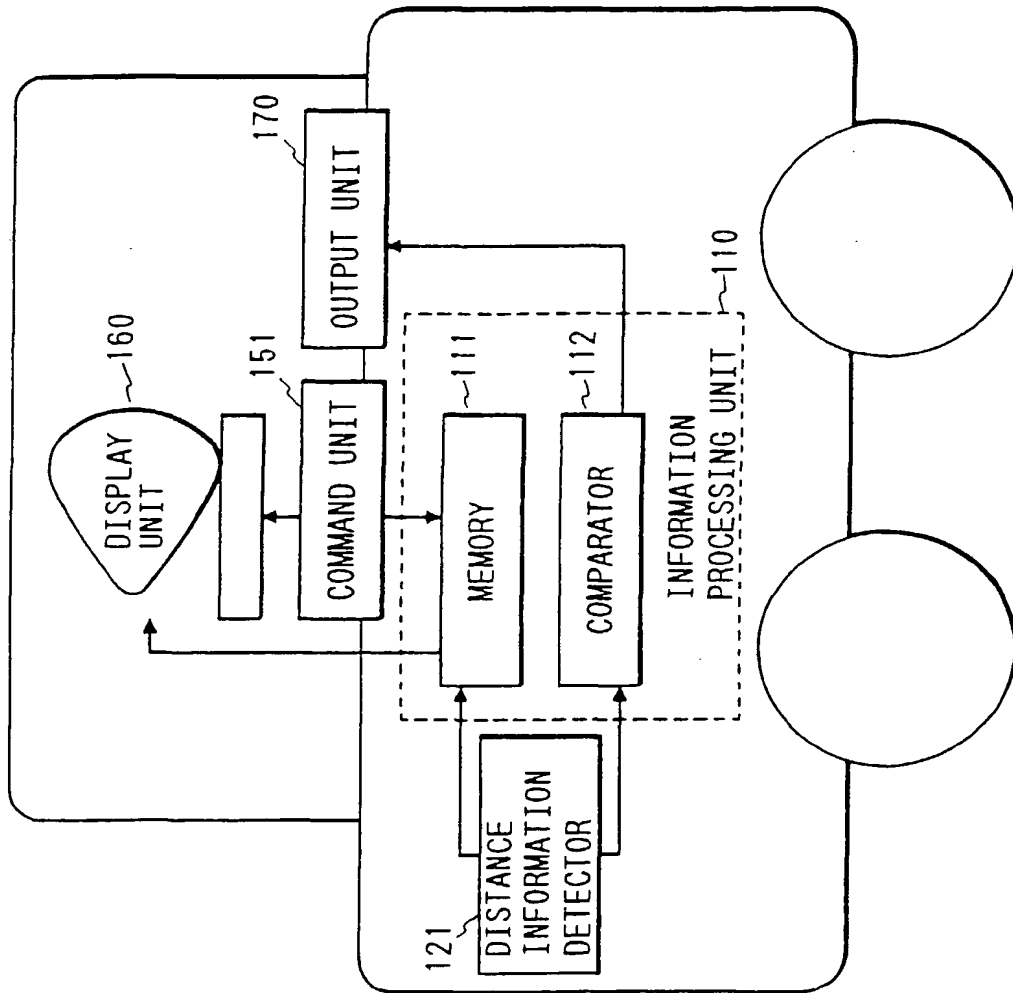 160
DISPLAY
UNIT
151
COMMAND UNIT
170
OUTPUT UNIT
111
MEMORY
112
COMPARATOR
INFORMATION
PROCESSING UNIT
110
121
DISTANCE
INFORMATION
DETECTOR